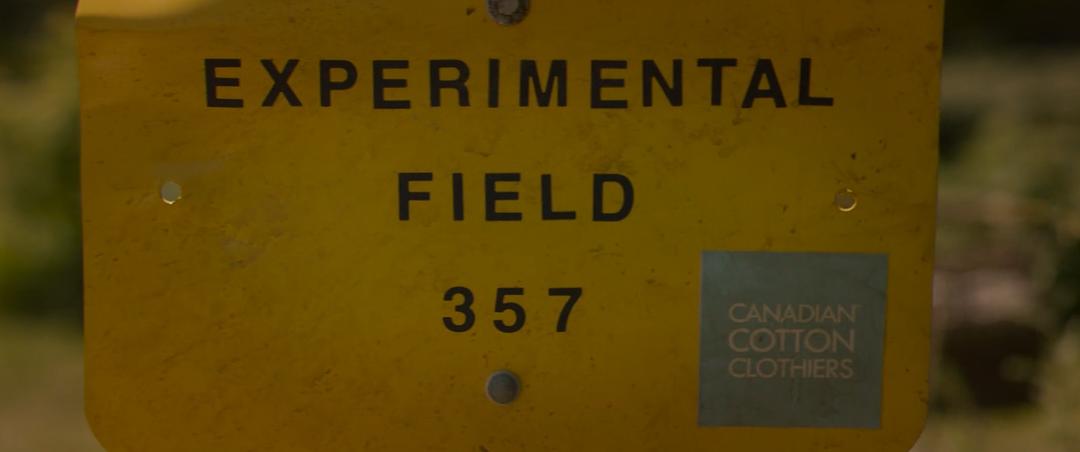 EXPERIMENTAL
FIELD
357
CANADIAN
COTTON
CLOTHIERS